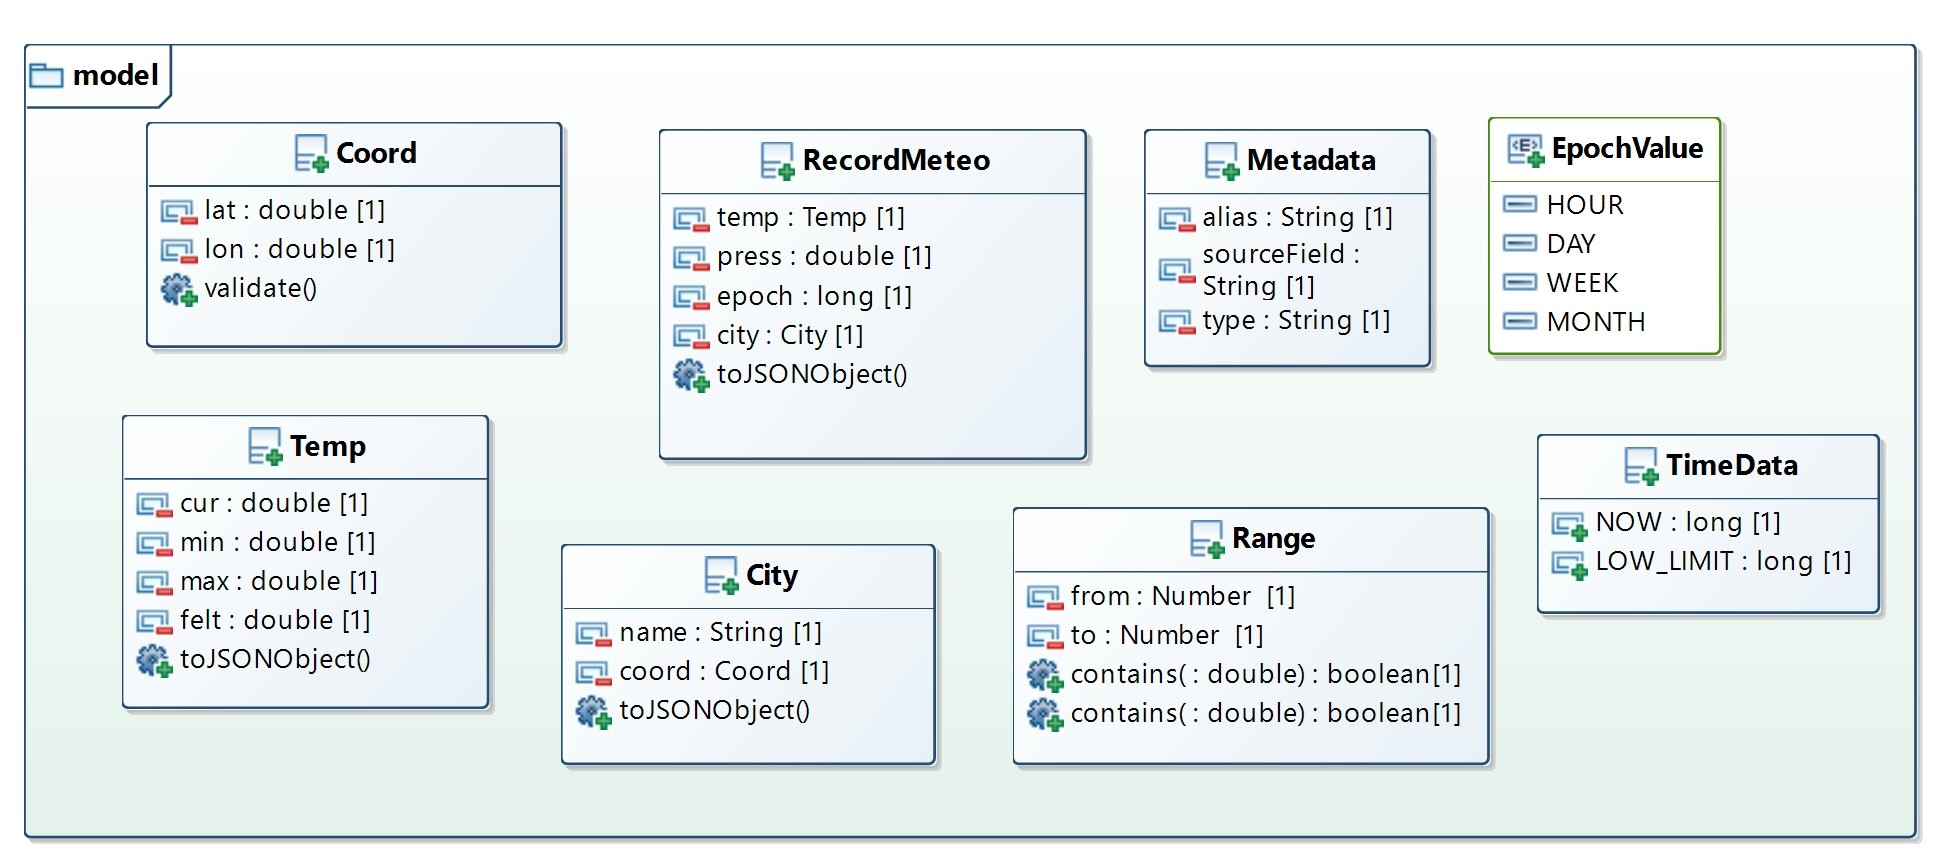 model
Coord
lat : double [1]
lon : double [1]
validate()
RecordMeteo
temp : Temp [1]
press : double [1]
epoch : long [1]
city : City [1]
toJSONObject()
Metadata
alias : String [1]
sourceField :
String [1]
type : String [1]
EpochValue
HOUR
DAY
WEEK
MONTH
Temp
cur : double [1]
min : double [1]
max : double [1]
felt : double [1]
toJSONObject()
City
name : String [1]
coord : Coord [1]
toJSONObject()
Range
from : Number [1]
to : Number [1]
contains( : double) : boolean[1]
contains( : double) : boolean[1]
TimeData
NOW : long [1]
LOW_LIMIT : long [1]